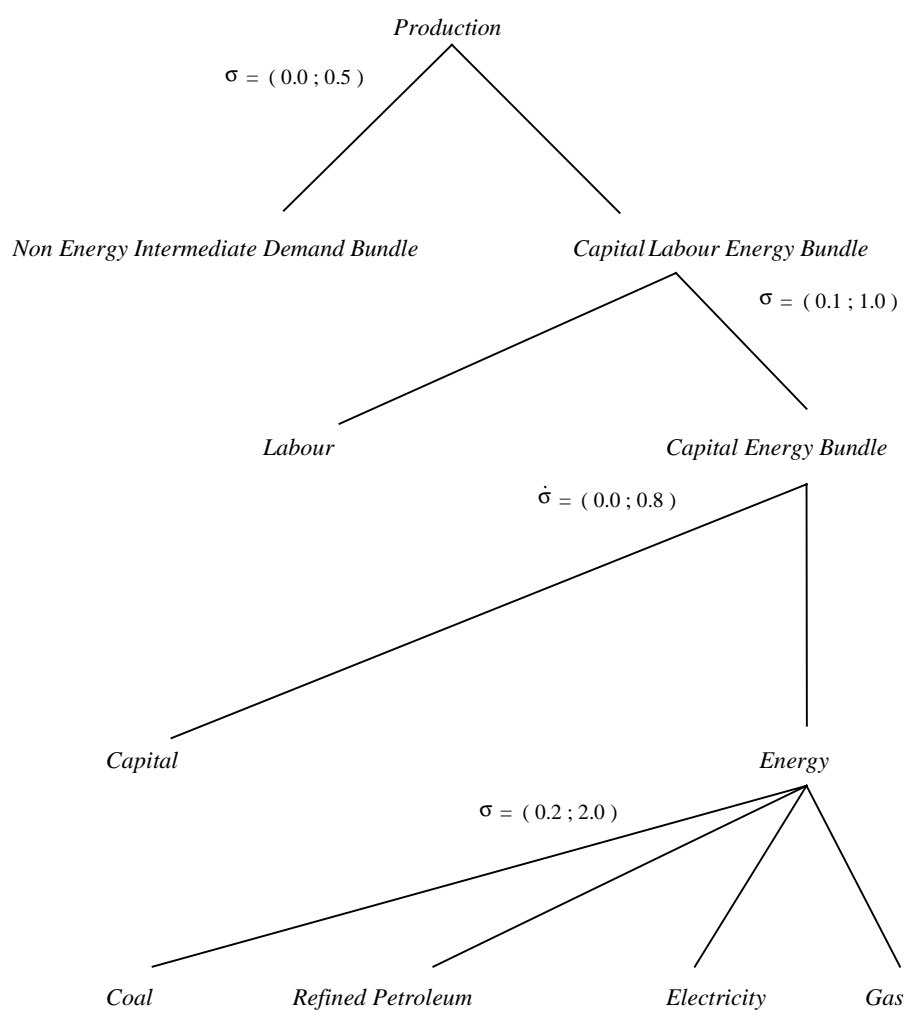 Production
σ = ( 0.0 ; 0.5 )
Non Energy Intermediate Demand Bundle
Capital Labour Energy Bundle
σ = ( 0.1 ; 1.0 )
Labour
Capital Energy Bundle
σ̇ = ( 0.0 ; 0.8 )
Capital
Energy
σ = ( 0.2 ; 2.0 )
Coal
Refined Petroleum
Electricity
Gas